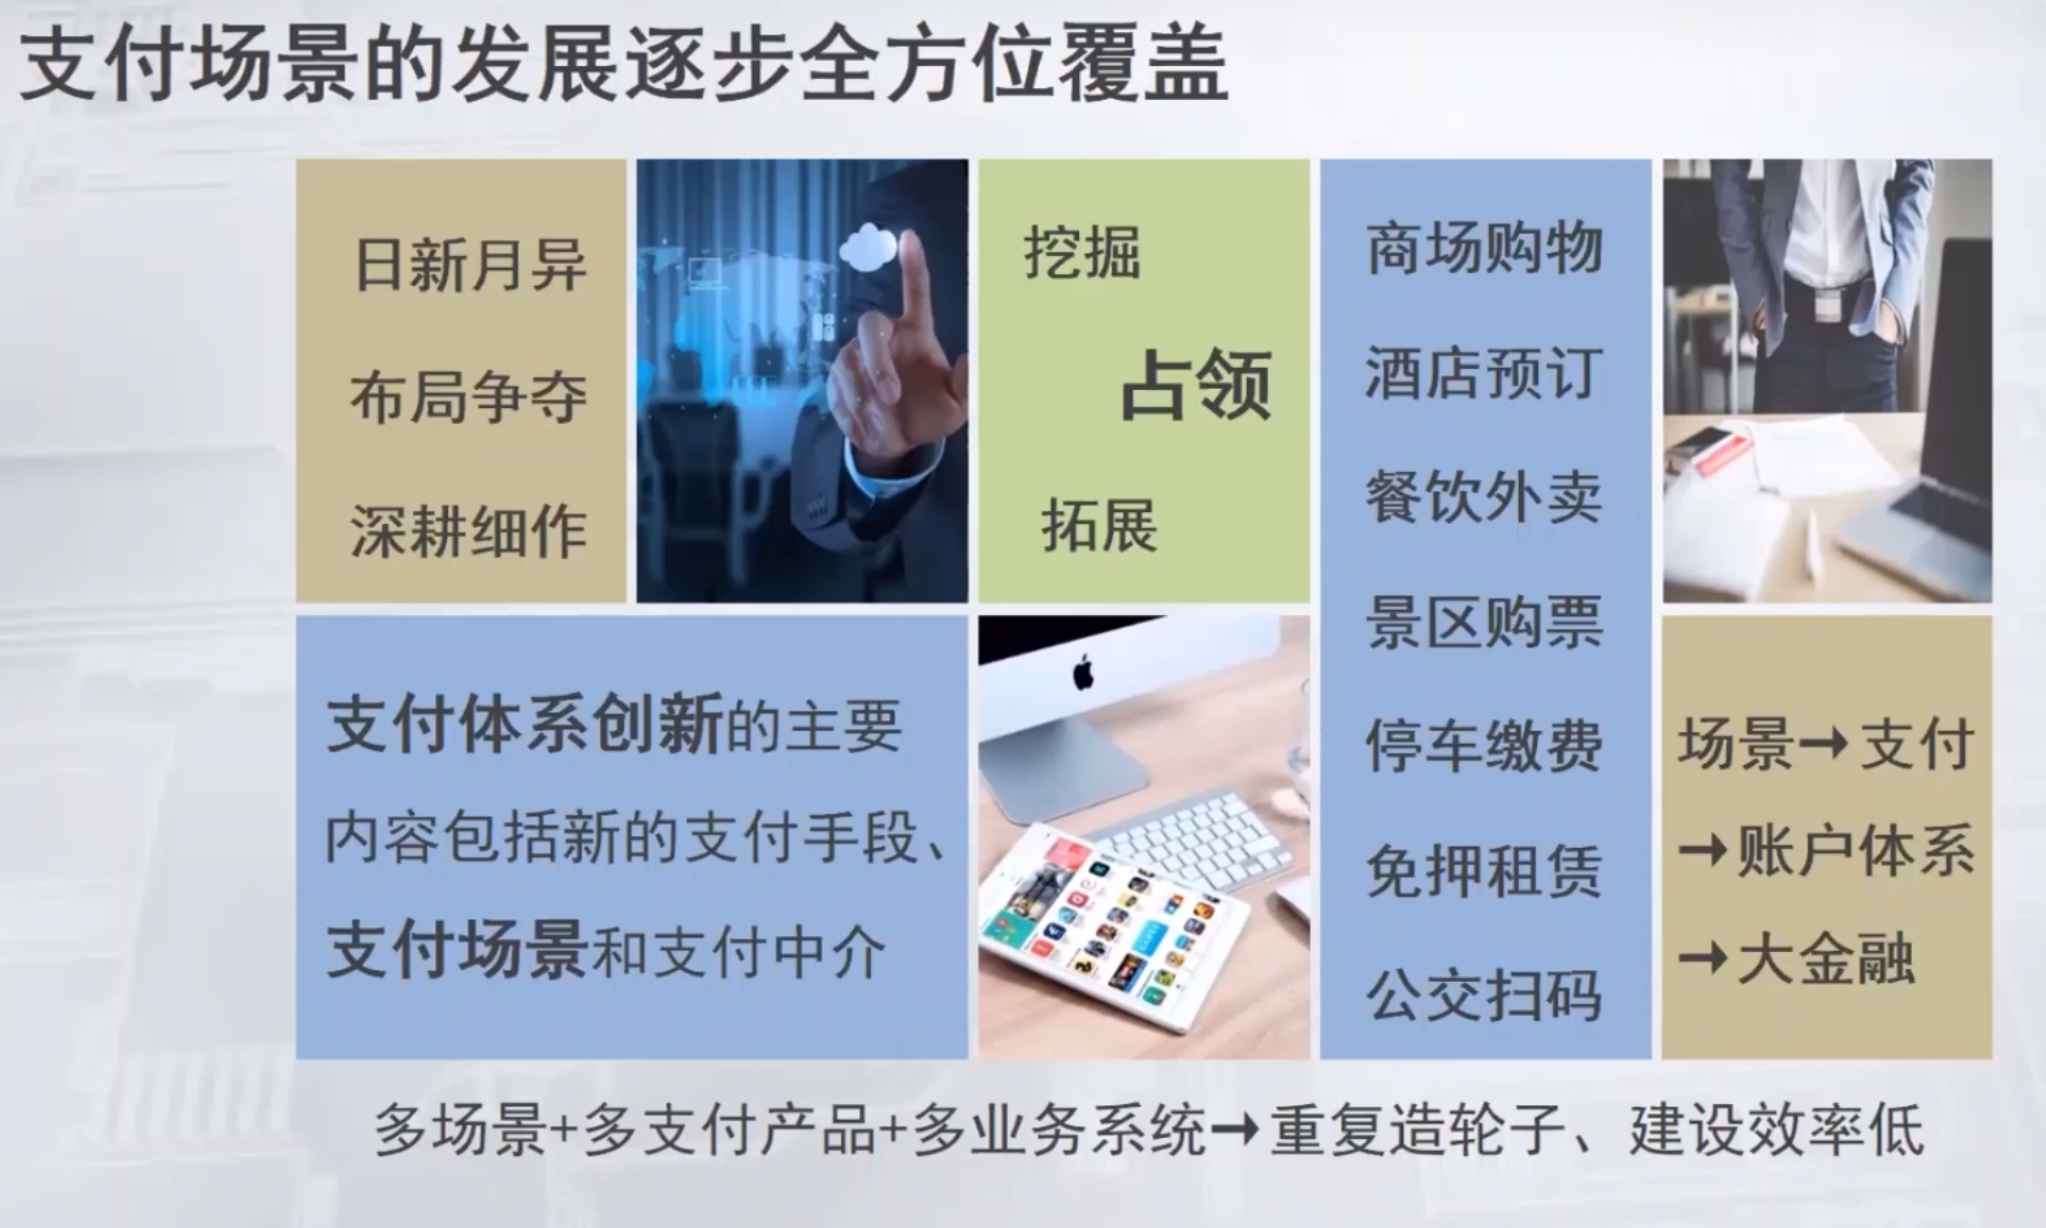 支付场景的发展逐步全方位覆盖
日新月异
布局争夺
深耕细作
挖掘
占领
拓展
商场购物
酒店预订
餐饮外卖
景区购票
停车缴费
免押租赁
公交扫码
支付体系创新的主要
内容包括新的支付手段、
支付场景和支付中介
场景→支付
→账户体系
→大金融
多场景+多支付产品+多业务系统→重复造轮子、建设效率低